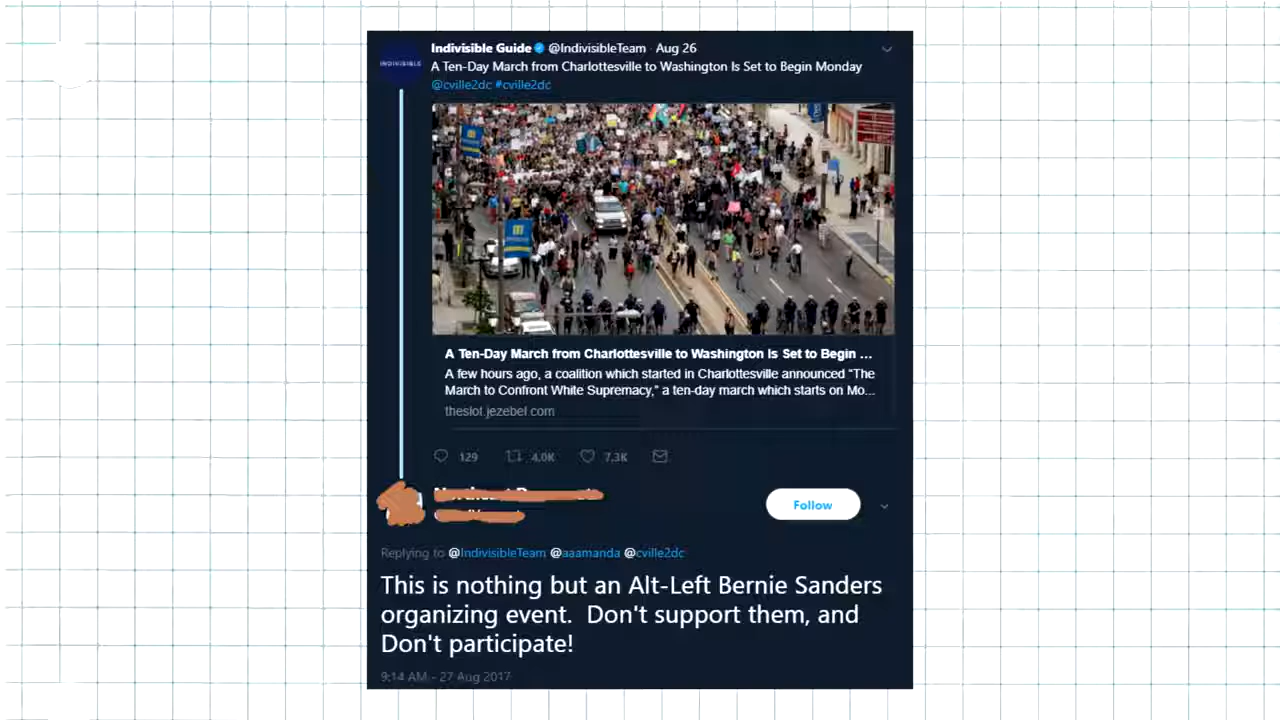 Indivisible Guide @IndivisibleTeam · Aug 26
INDIVISIBLE
A Ten-Day March from Charlottesville to Washington Is Set to Begin Monday
@cville2dc #cville2dc
A Ten-Day March from Charlottesville to Washington Is Set to Begin ...
A few hours ago, a coalition which started in Charlottesville announced "The
March to Confront White Supremacy," a ten-day march which starts on Mo...
theslot.jezebel.com
129 4.0K 7.3K
Follow
Replying to @IndivisibleTeam @aaamanda @cville2dc
This is nothing but an Alt-Left Bernie Sanders
organizing event. Don't support them, and
Don't participate!
9:14 AM - 27 Aug 2017